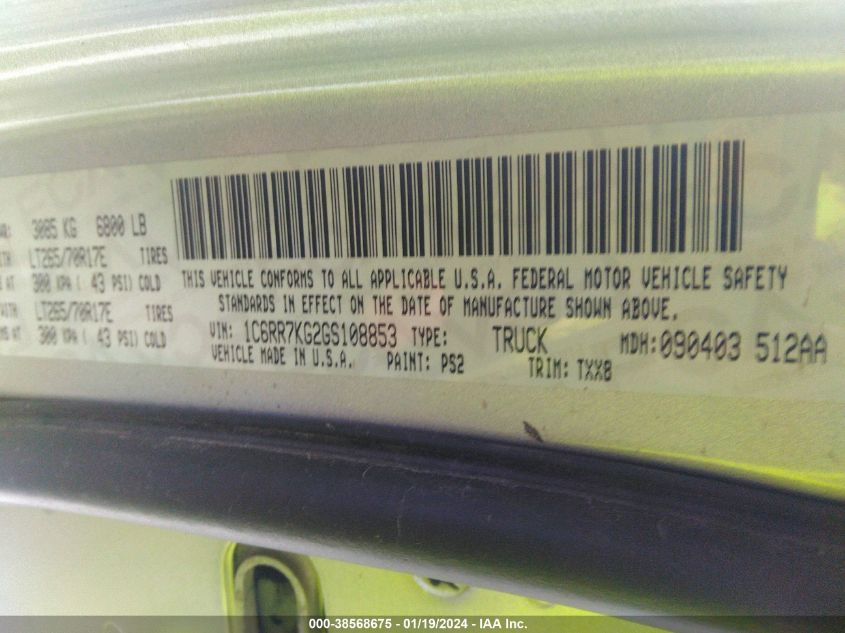 3085 KG 6800 LB
LT265/70R17E TIRES
300 KPA ( 43 PSI) COLD
LT265/70R17E TIRES
300 KPA ( 43 PSI) COLD
THIS VEHICLE CONFORMS TO ALL APPLICABLE U.S.A. FEDERAL MOTOR VEHICLE SAFETY
STANDARDS IN EFFECT ON THE DATE OF MANUFACTURE SHOWN ABOVE.
VIN: 1C6RR7KG2GS108853 TYPE: TRUCK MDH: 090403 512AA
VEHICLE MADE IN U.S.A. PAINT: PS2 TRIM: TXX8
000-38568675 - 01/19/2024 - IAA Inc.